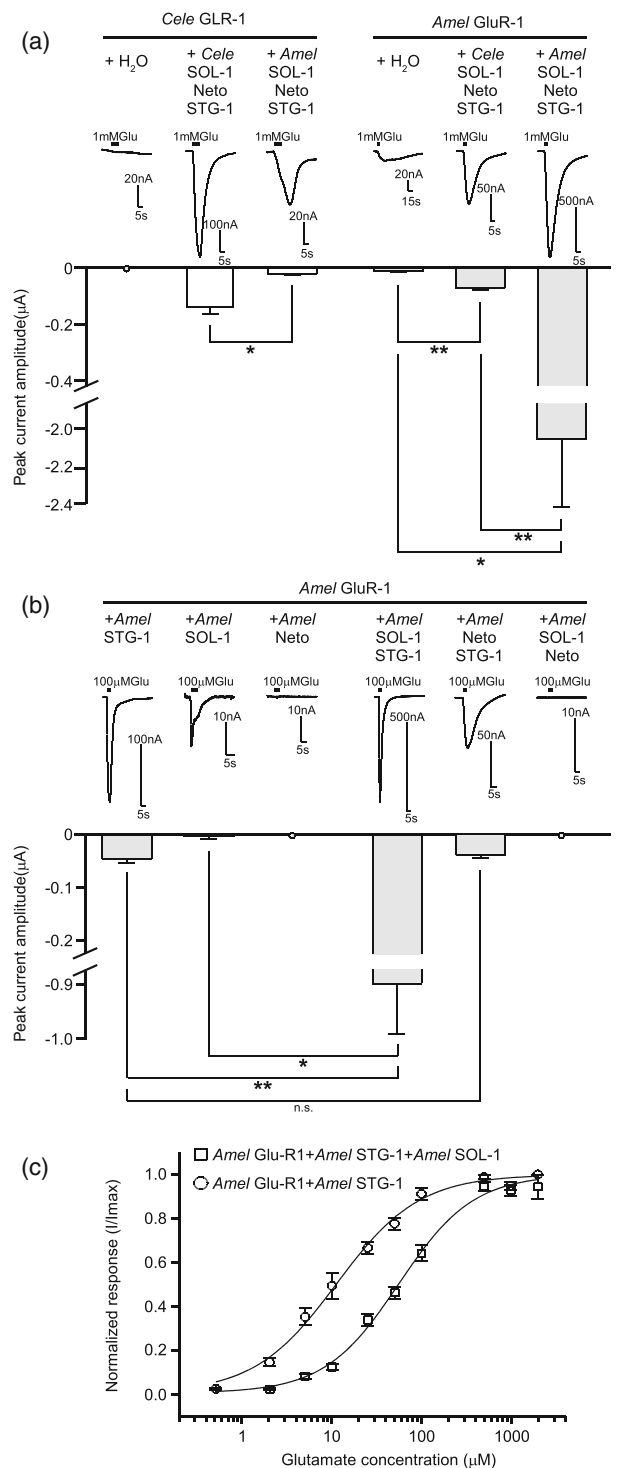 (a)
Cele GLR-1
Amel GluR-1
+ H2O
+ Cele
SOL-1
Neto
STG-1
+ Amel
SOL-1
Neto
STG-1
+ H2O
+ Cele
SOL-1
Neto
STG-1
+ Amel
SOL-1
Neto
STG-1
1mMGlu
1mMGlu
1mMGlu
1mMGlu
1mMGlu
1mMGlu
20nA
5s
100nA
5s
20nA
5s
20nA
15s
50nA
5s
500nA
5s
Peak current amplitude(μA)
0
-0.2
-0.4
-2.0
-2.2
-2.4
*
**
**
*
(b)
Amel GluR-1
+Amel
STG-1
+Amel
SOL-1
+Amel
Neto
+Amel
SOL-1
STG-1
+Amel
Neto
STG-1
+Amel
SOL-1
Neto
100μMGlu
100μMGlu
100μMGlu
100μMGlu
100μMGlu
100μMGlu
100nA
5s
10nA
5s
10nA
5s
500nA
5s
50nA
5s
10nA
5s
Peak current amplitude(μA)
0
-0.1
-0.2
-0.9
-1.0
*
**
n.s.
(c)
Amel Glu-R1+Amel STG-1+Amel SOL-1
Amel Glu-R1+Amel STG-1
Normalized response (I/Imax)
1.0
0.8
0.6
0.4
0.2
0.0
1
10
100
1000
Glutamate concentration (μM)